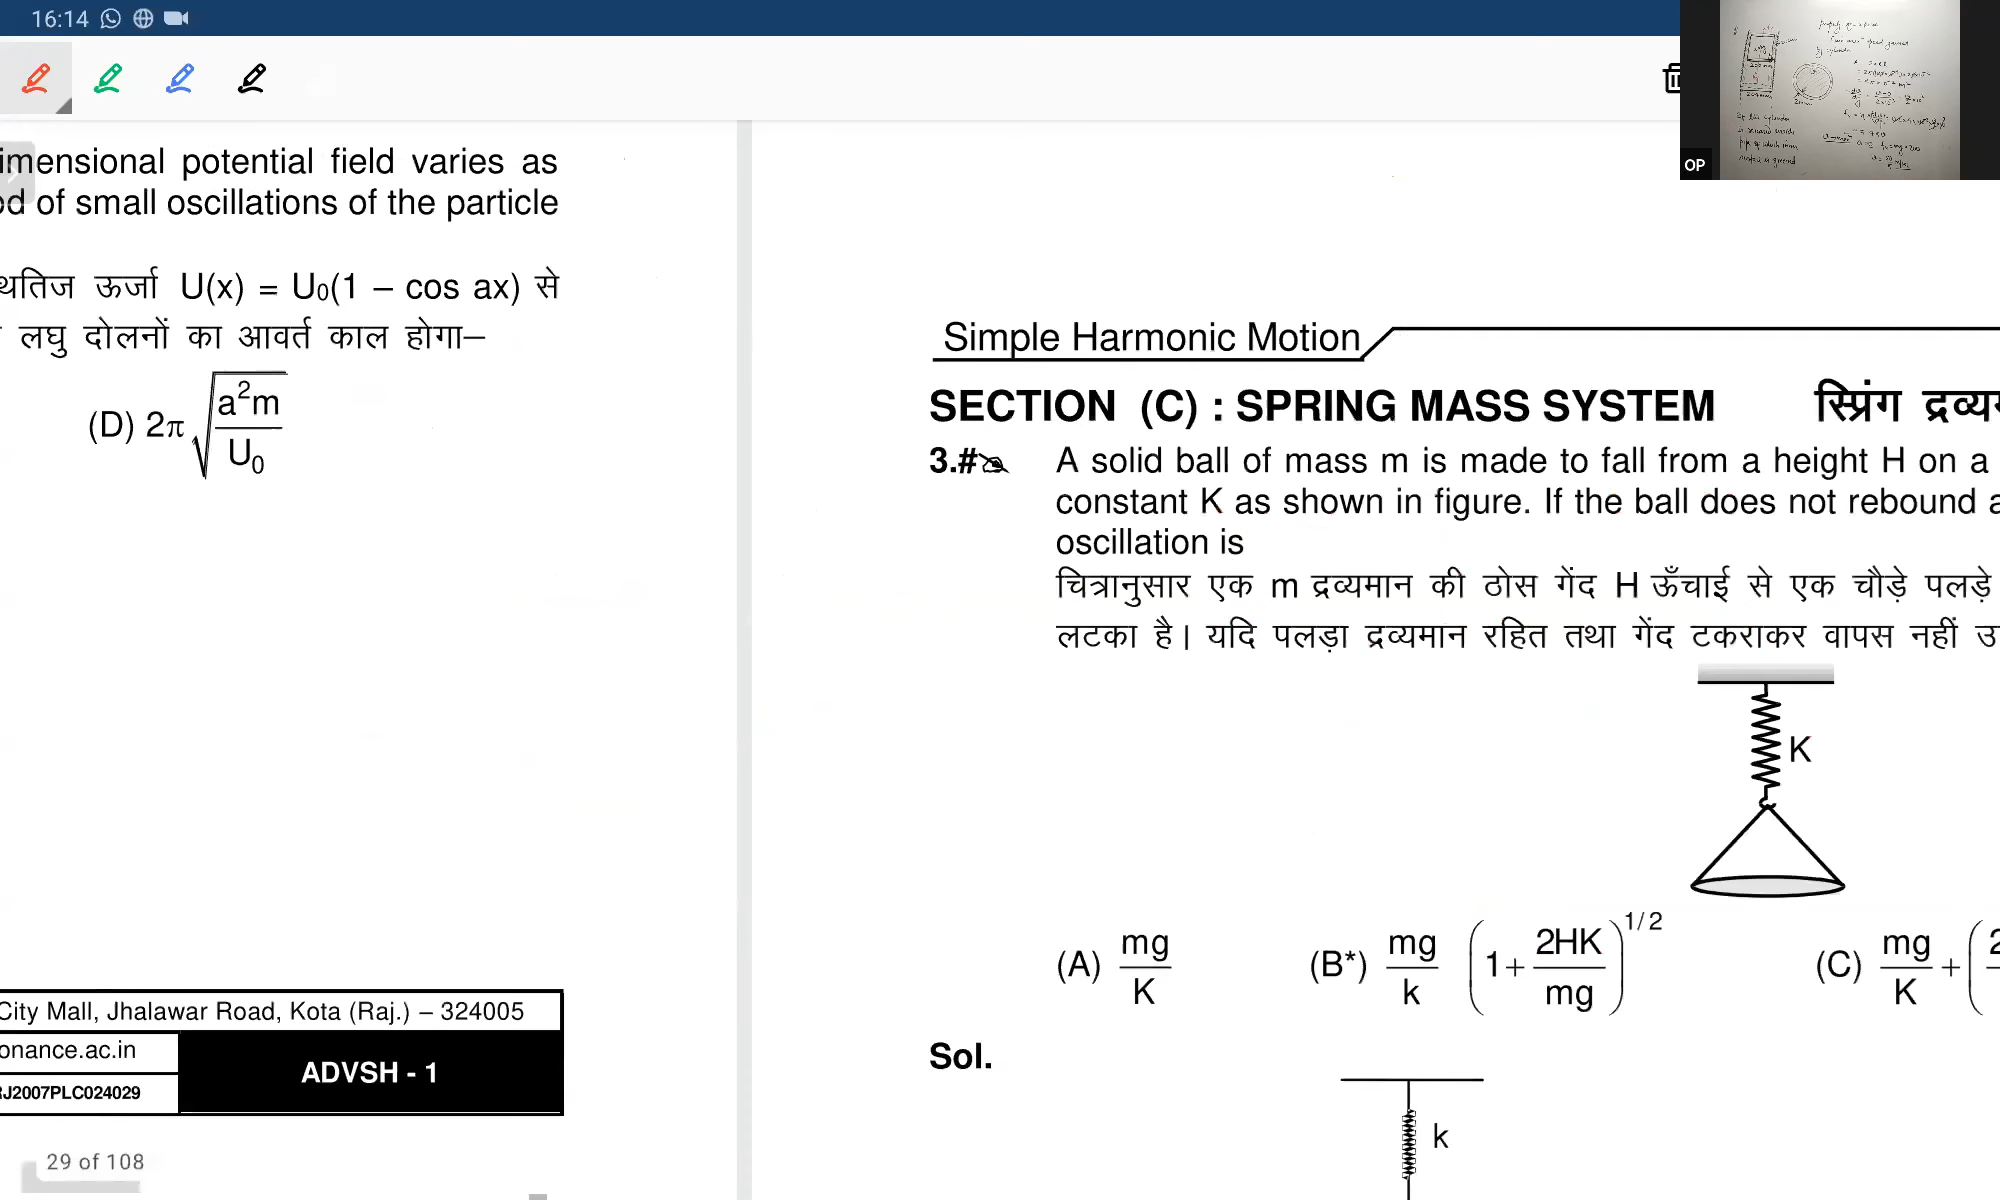 16:14
imensional potential field varies as
od of small oscillations of the particle
थतिज ऊर्जा U(x) = U₀(1 – cos ax) से
लघु दोलनों का आवर्त काल होगा–
(D) 2π √(a²m / U₀)
City Mall, Jhalawar Road, Kota (Raj.) – 324005
onance.ac.in
RJ2007PLC024029
ADVSH - 1
29 of 108
Simple Harmonic Motion
SECTION (C) : SPRING MASS SYSTEM स्प्रिंग
3.# A solid ball of mass m is made to fall from a height H on a
constant K as shown in figure. If the ball does not rebound
oscillation is
चित्रानुसार एक m द्रव्यमान की ठोस गेंद H ऊँचाई से एक चौड़े पलड़े
लटका है। यदि पलड़ा द्रव्यमान रहित तथा गेंद टकराकर वापस नहीं
K
(A) mg/K (B*) mg/k (1+ 2HK/mg)^1/2 (C) mg/K + (2
Sol.
k
OP